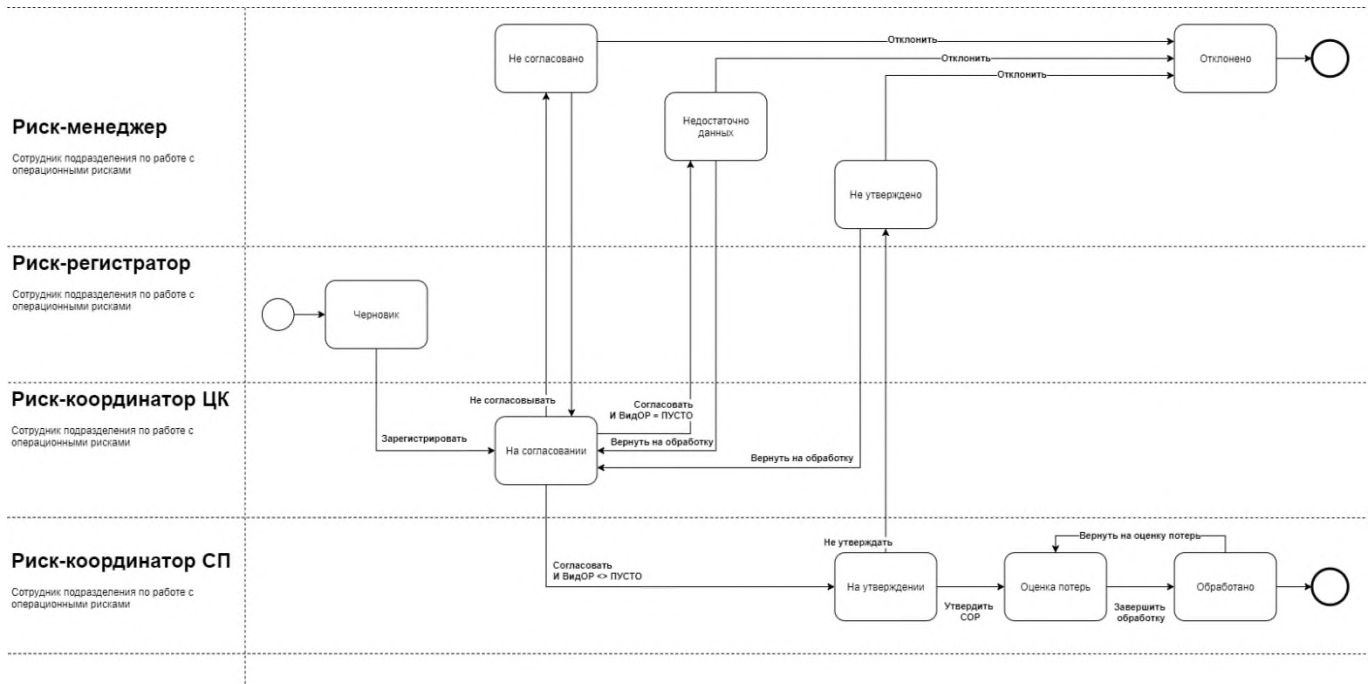 Отклонить
Не согласовано
Отклонить
Отклонено
Отклонить
Риск-менеджер
Сотрудник подразделения по работе с
операционными рисками
Недостаточно
данных
Не утверждено
Риск-регистратор
Сотрудник подразделения по работе с
операционными рисками
Черновик
Риск-координатор ЦК
Сотрудник подразделения по работе с
операционными рисками
Не согласовывать
Согласовать
И ВидОР = ПУСТО
Зарегистрировать
На согласовании
Вернуть на обработку
Вернуть на обработку
Риск-координатор СП
Сотрудник подразделения по работе с
операционными рисками
Согласовать
И ВидОР <> ПУСТО
Не утверждать
Вернуть на оценку потерь
На утверждении
Оценка потерь
Обработано
Утвердить
СОР
Завершить
обработку